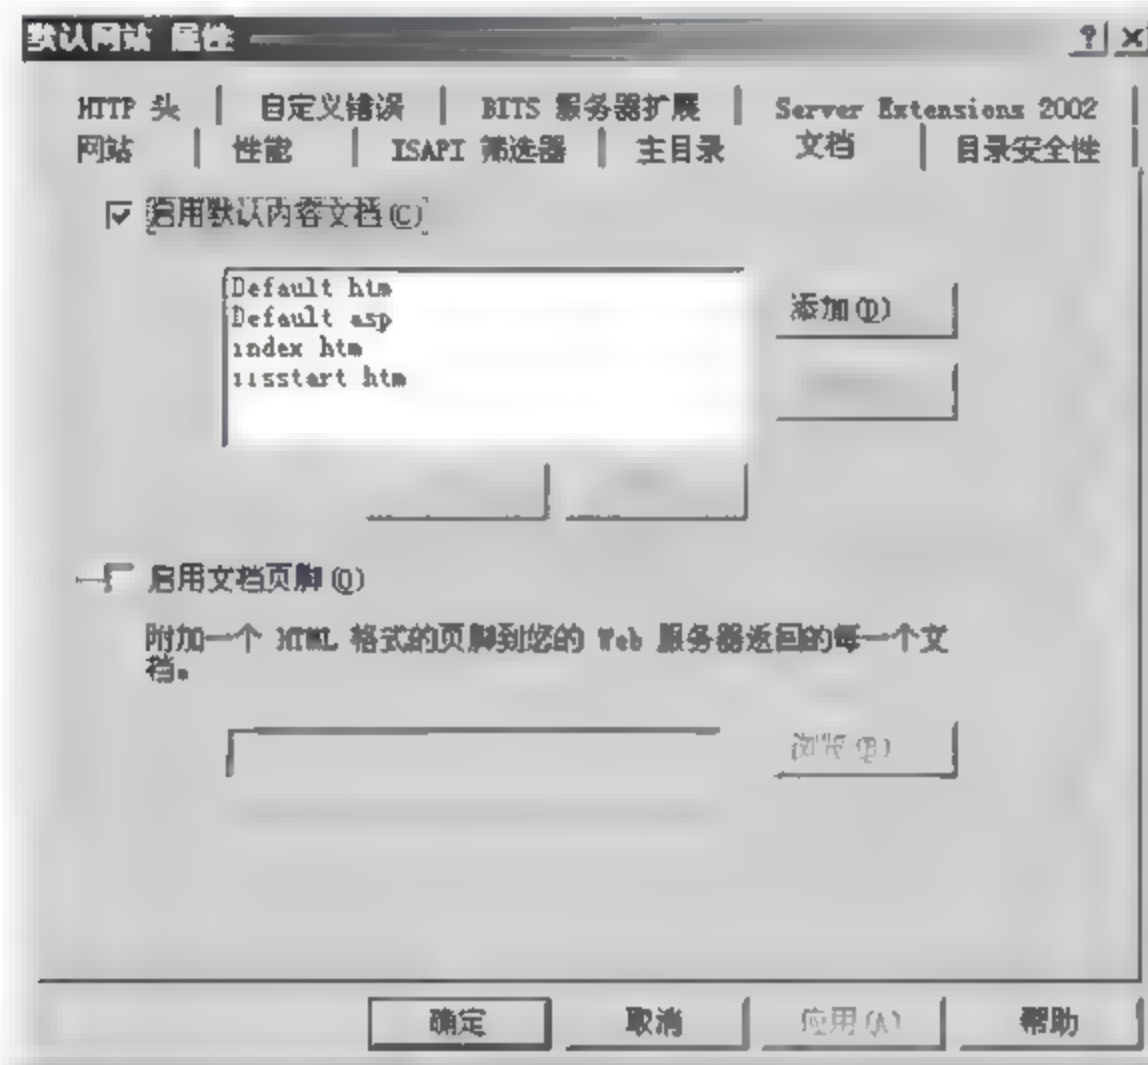 默认网站 属性
HTTP 头 自定义错误 BITS 服务器扩展 Server Extensions 2002
网站 性能 ISAPI 筛选器 主目录 文档 目录安全性
启用默认内容文档(C)
Default htm
Default asp
index htm
iisstart htm
添加(D)
启用文档页脚(O)
附加一个 HTML 格式的页脚到您的 Web 服务器返回的每一个文
档。
浏览(B)
确定 取消 应用(A) 帮助